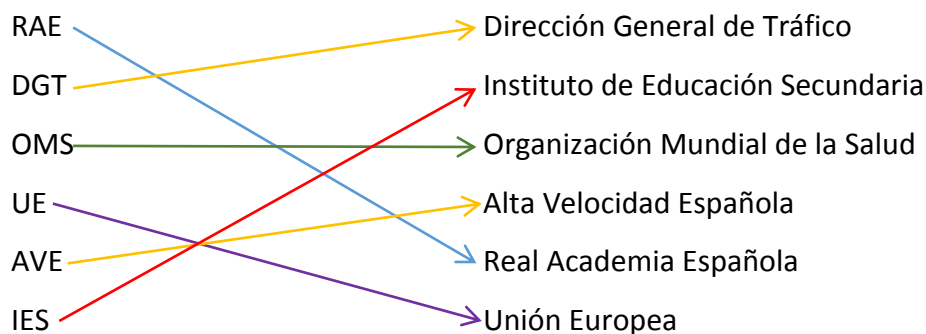 RAE Dirección General de Tráfico
DGT Instituto de Educación Secundaria
OMS Organización Mundial de la Salud
UE Alta Velocidad Española
AVE Real Academia Española
IES Unión Europea